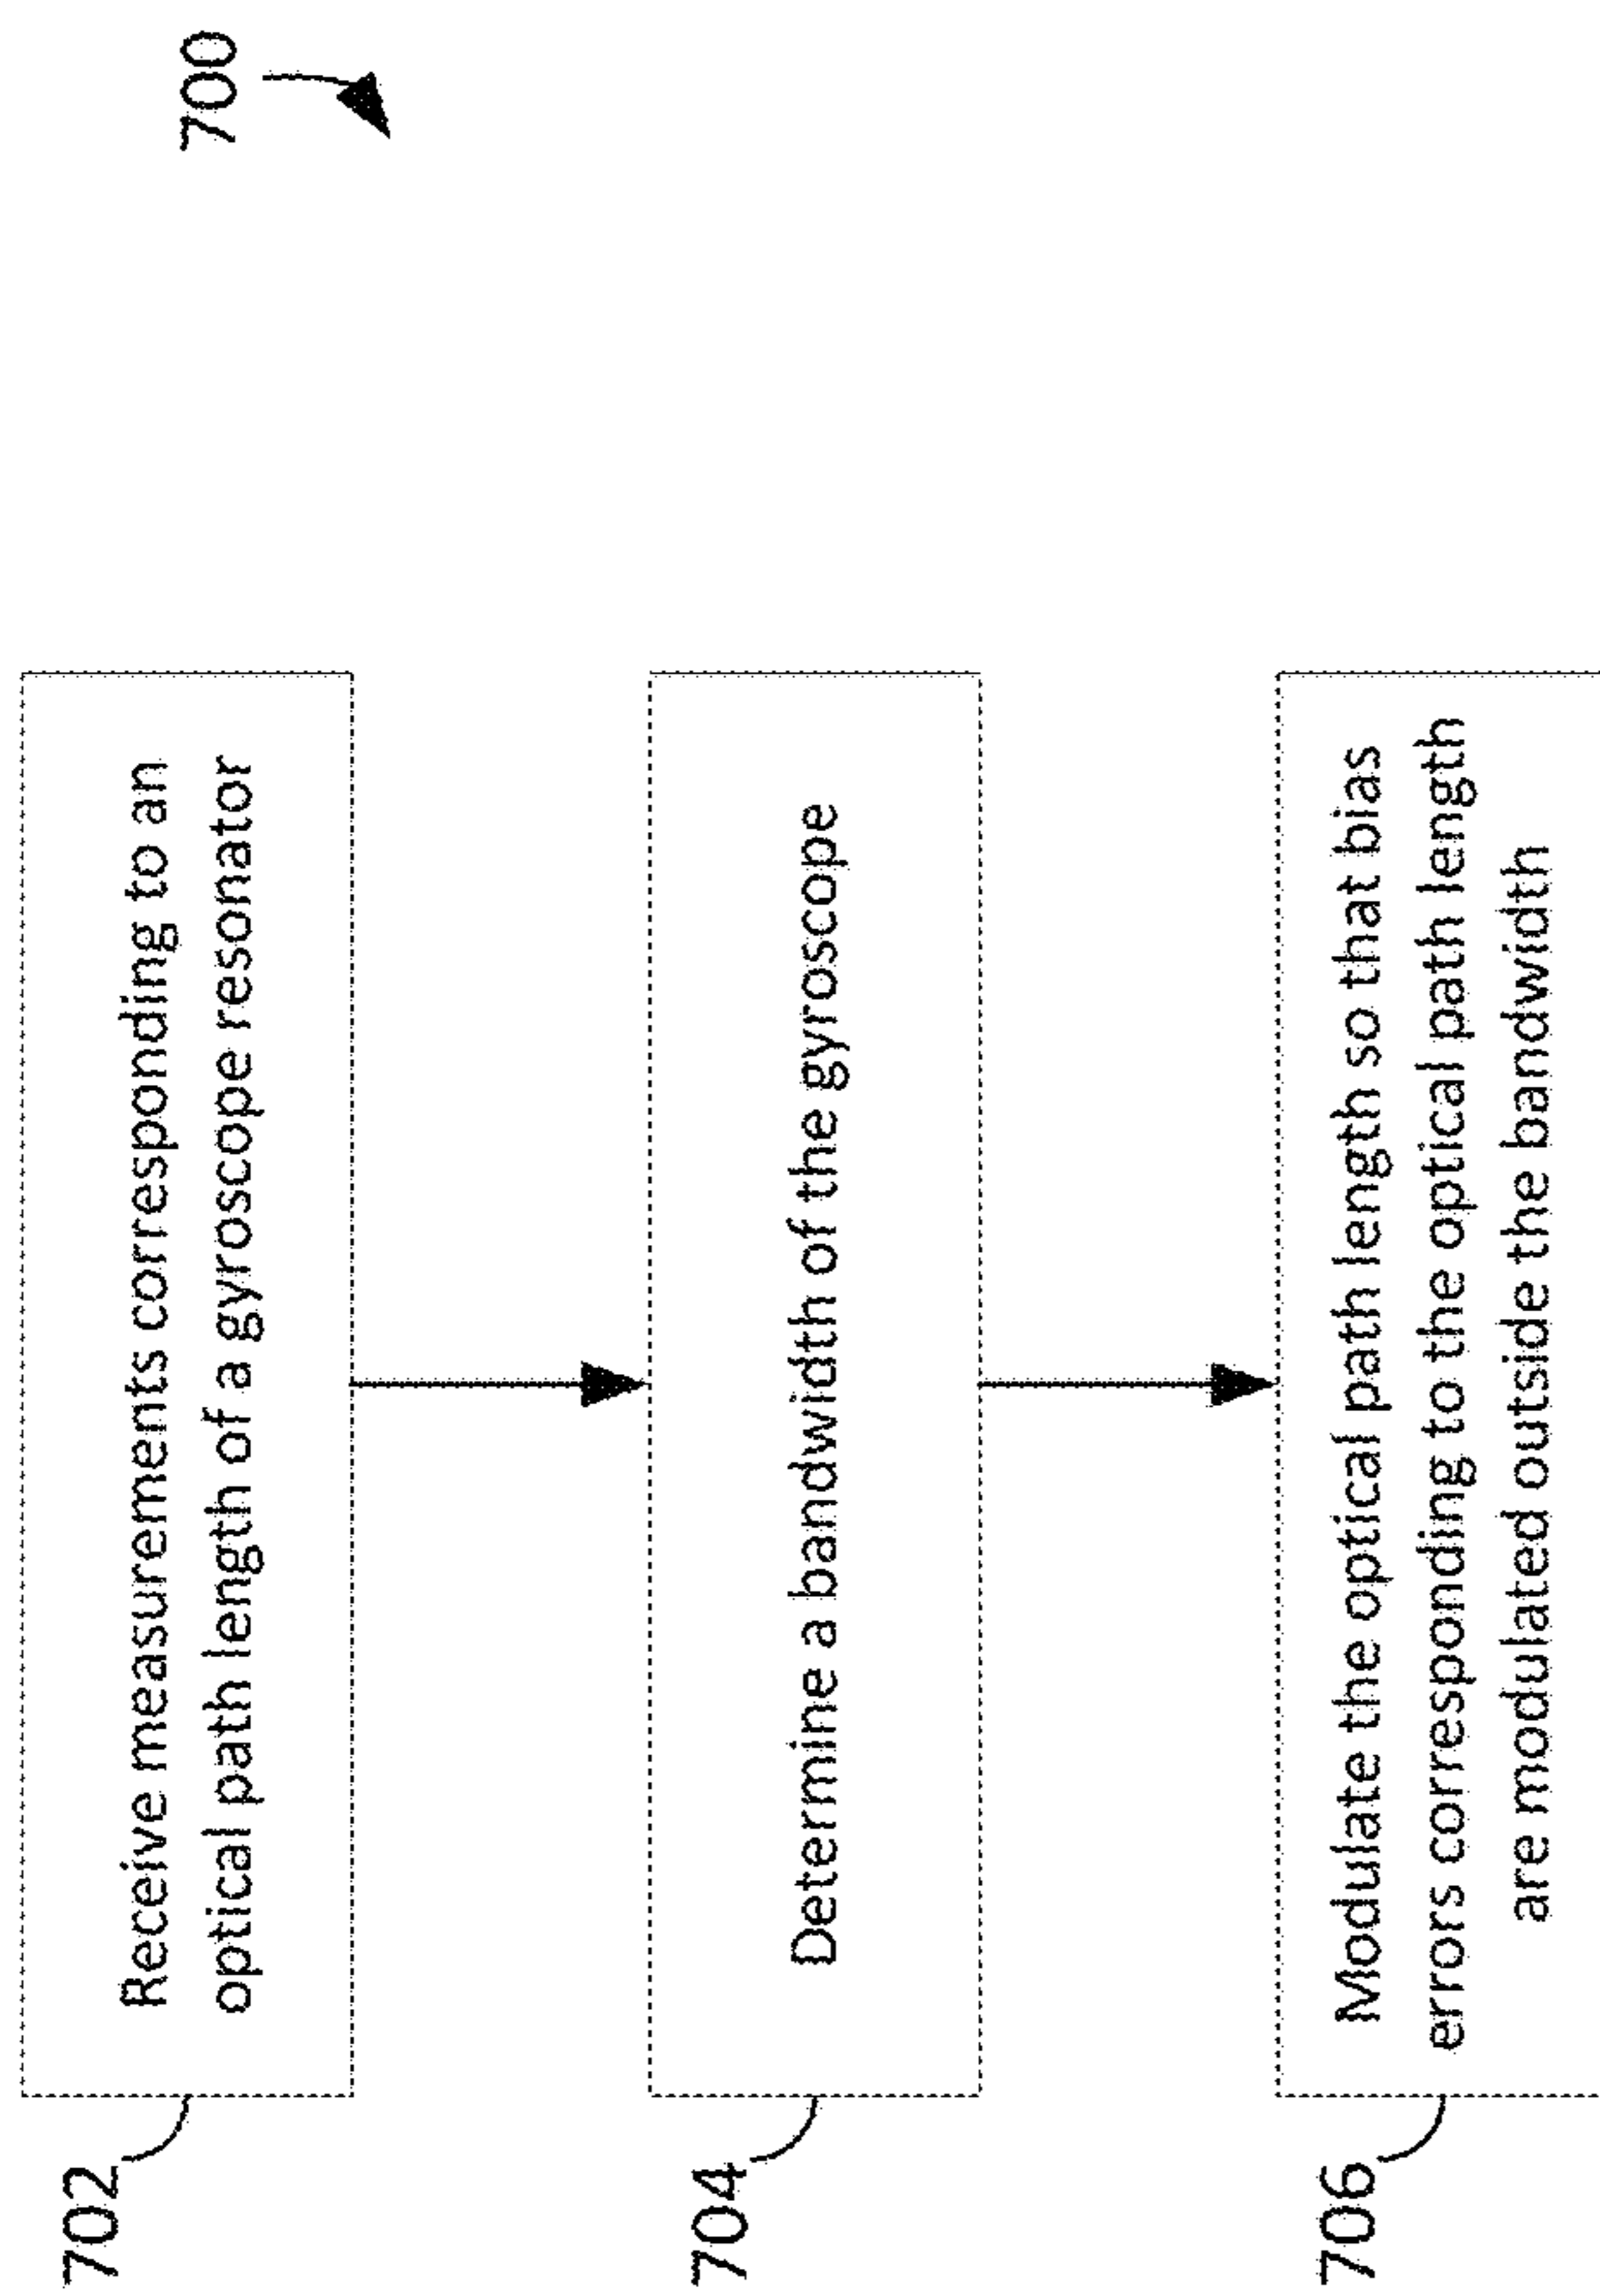 700
702
Receive measurements corresponding to an
optical path length of a gyroscope resonator
704
Determine a bandwidth of the gyroscope
706
Modulate the optical path length so that bias
errors corresponding to the optical path length
are modulated outside the bandwidth